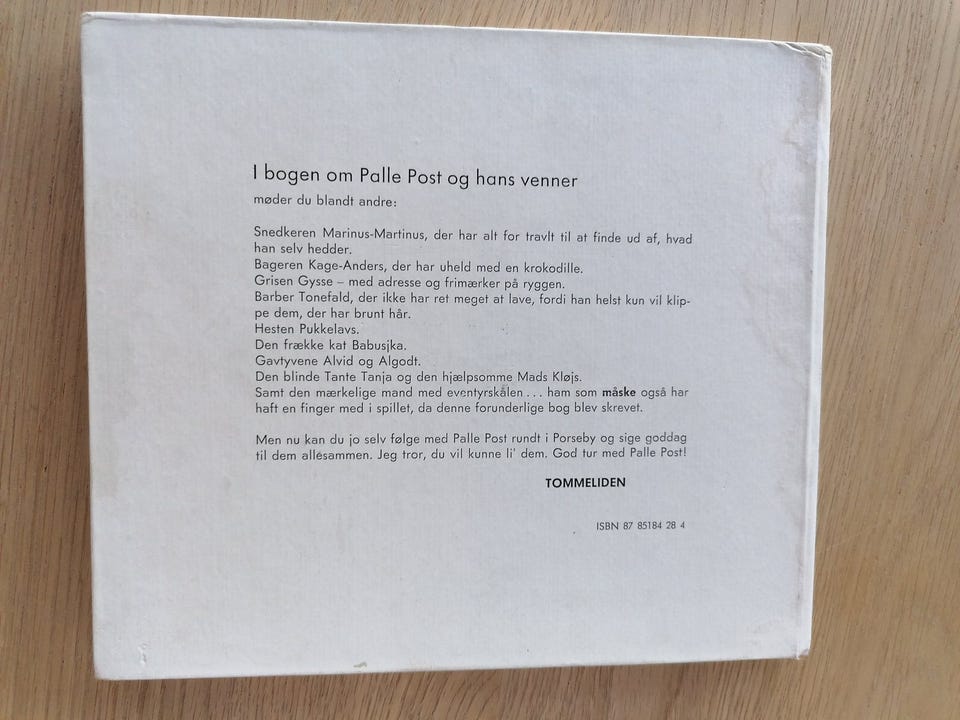 I bogen om Palle Post og hans venner
møder du blandt andre:
Snedkeren Marinus-Martinus, der har alt for travlt til at finde ud af, hvad
han selv hedder.
Bageren Kage-Anders, der har uheld med en krokodille.
Grisen Gysse – med adresse og frimærker på ryggen.
Barber Tonefald, der ikke har ret meget at lave, fordi han helst kun vil klip-
pe dem, der har brunt hår.
Hesten Pukkelavs.
Den frække kat Babusjka.
Gavtyvene Alvid og Algodt.
Den blinde Tante Tanja og den hjælpsomme Mads Kløjs.
Samt den mærkelige mand med eventyrskålen... ham som måske også har
haft en finger med i spillet, da denne forunderlige bog blev skrevet.
Men nu kan du jo selv følge med Palle Post rundt i Porseby og sige goddag
til dem allesammen. Jeg tror, du vil kunne li' dem. God tur med Palle Post!
TOMMELIDEN
ISBN 87 85184 28 4